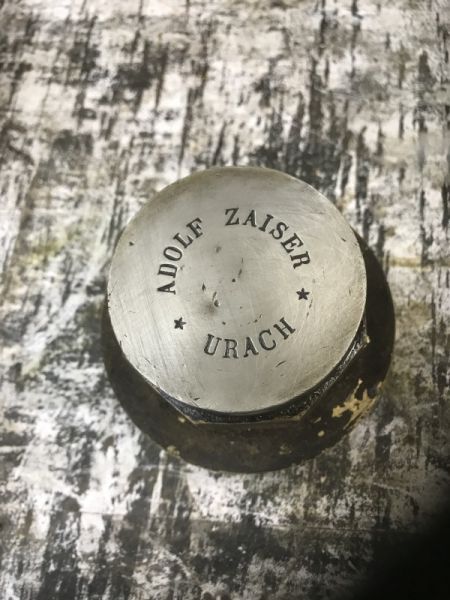 ADOLF ZAISER
★ URACH ★